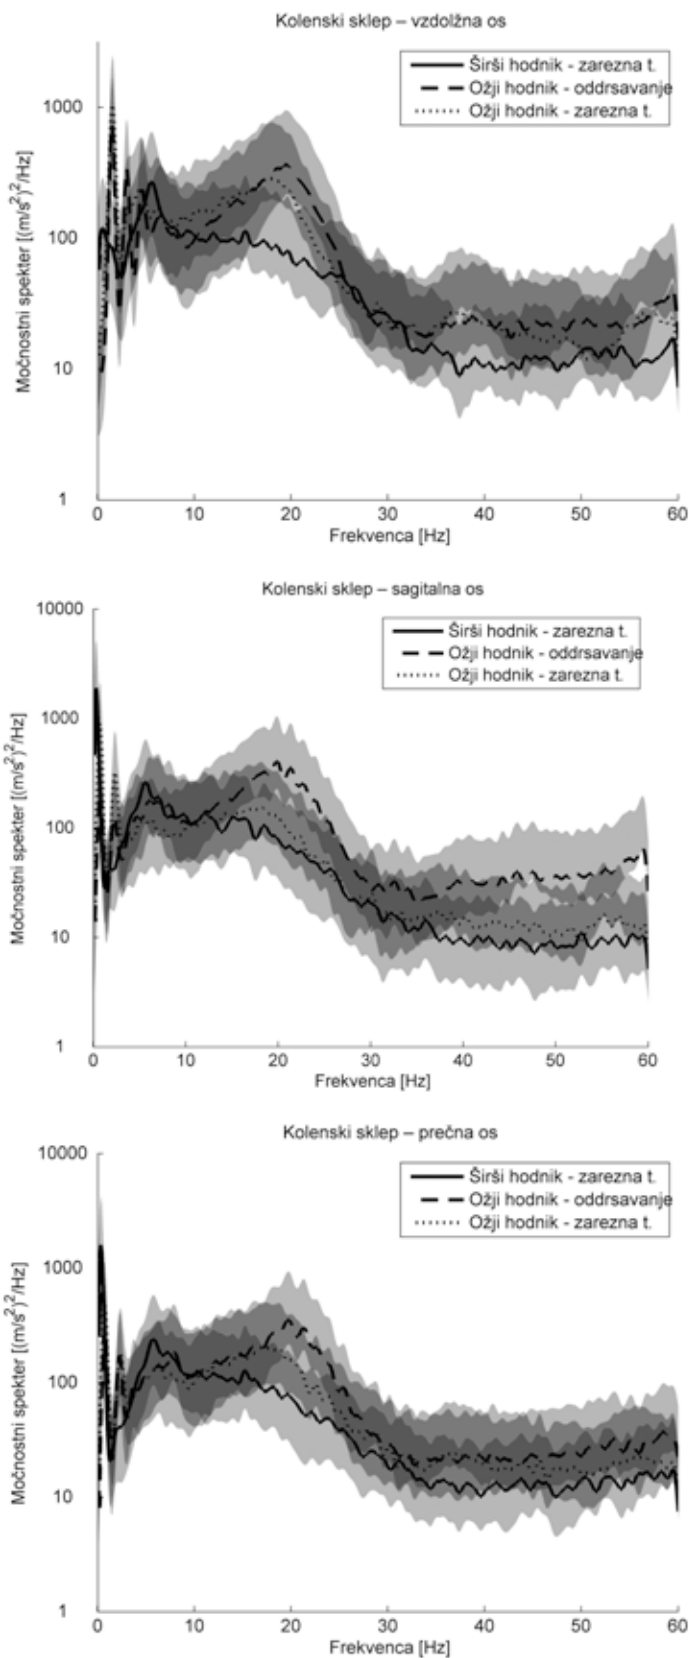 Kolenski sklep – vzdolžna os
Širši hodnik - zarezna t.
Ožji hodnik - oddrsavanje
Ožji hodnik - zarezna t.
Močnostni spekter [(m/s²)²/Hz]
1000
100
10
1
0 10 20 30 40 50 60
Frekvenca [Hz]
Kolenski sklep – sagitalna os
Širši hodnik - zarezna t.
Ožji hodnik - oddrsavanje
Ožji hodnik - zarezna t.
Močnostni spekter [(m/s²)²/Hz]
10000
1000
100
10
1
0 10 20 30 40 50 60
Frekvenca [Hz]
Kolenski sklep – prečna os
Širši hodnik - zarezna t.
Ožji hodnik - oddrsavanje
Ožji hodnik - zarezna t.
Močnostni spekter [(m/s²)²/Hz]
10000
1000
100
10
1
0 10 20 30 40 50 60
Frekvenca [Hz]